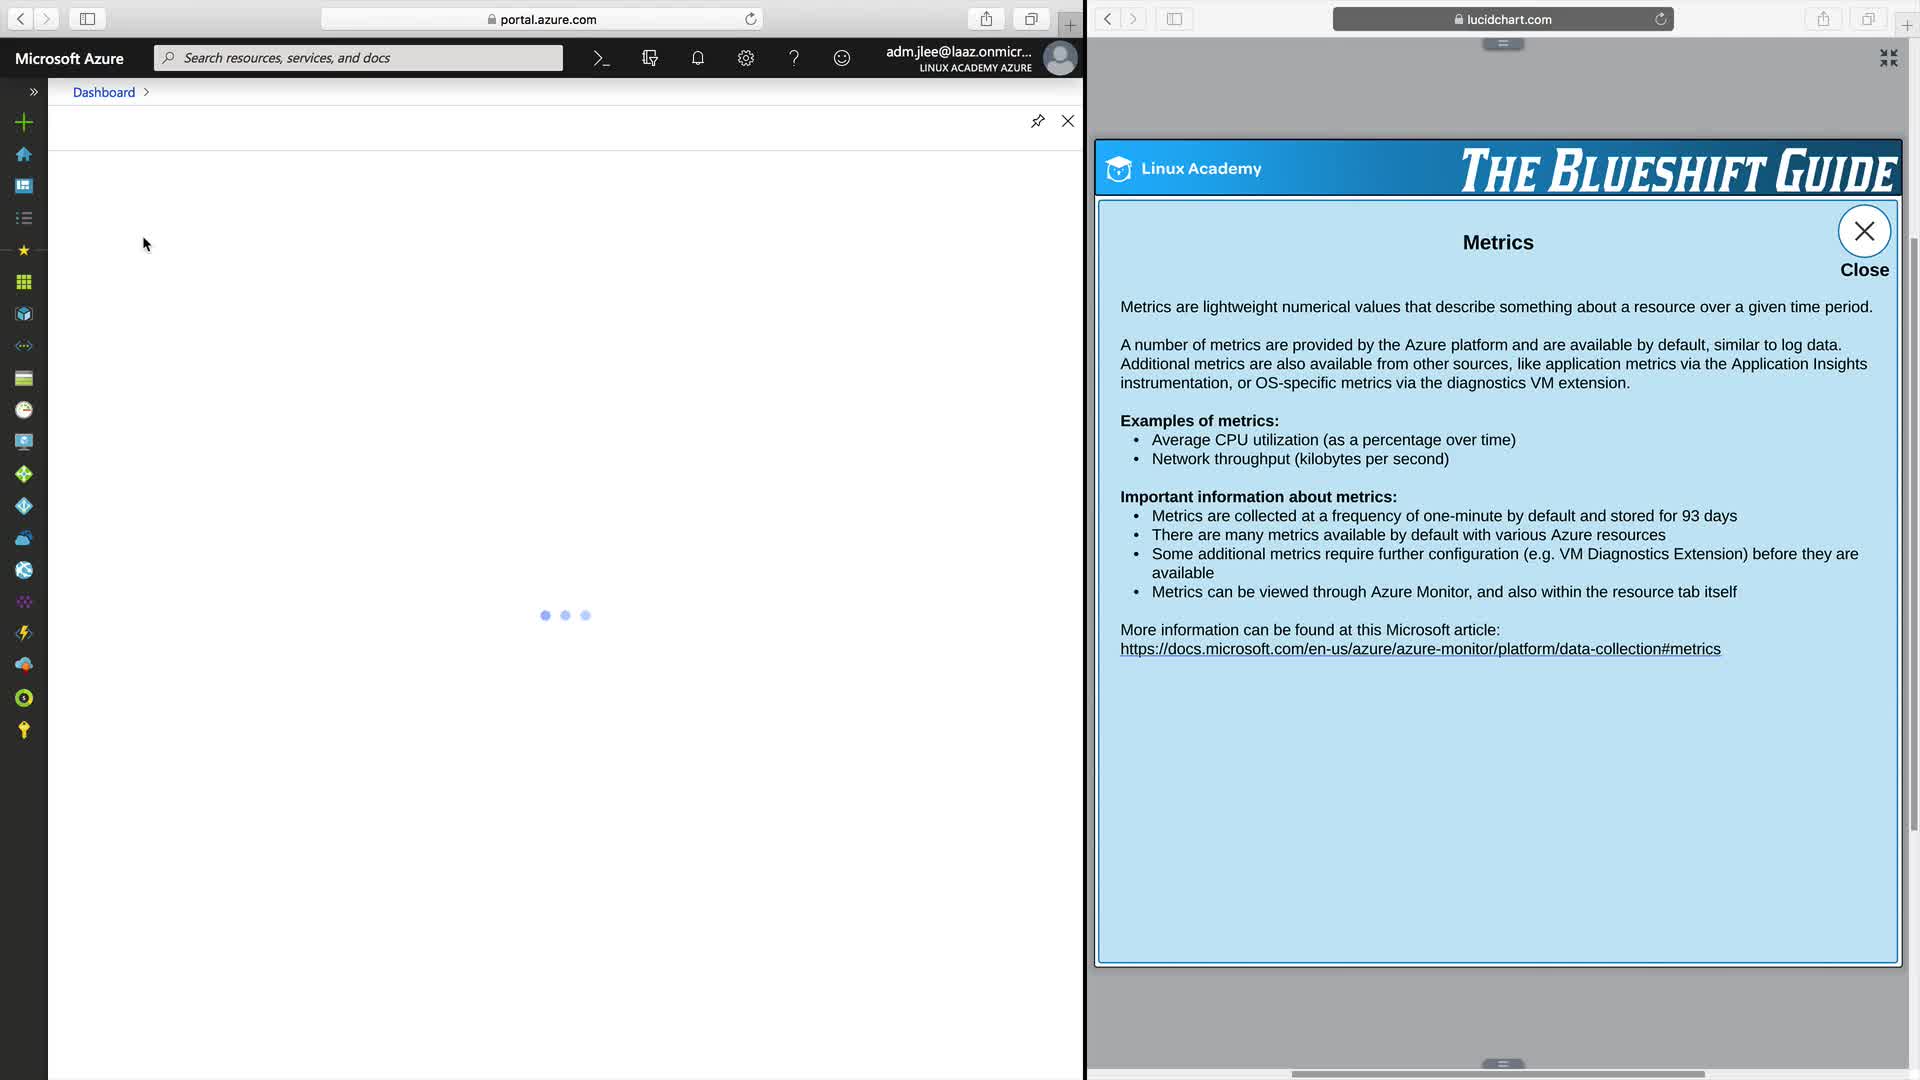 portal.azure.com
lucidchart.com
Microsoft Azure
Search resources, services, and docs
adm.jlee@laaz.onmicr...
LINUX ACADEMY AZURE
Dashboard
Linux Academy
THE BLUESHIFT GUIDE
Metrics
Close
Metrics are lightweight numerical values that describe something about a resource over a given time period.
A number of metrics are provided by the Azure platform and are available by default, similar to log data.
Additional metrics are also available from other sources, like application metrics via the Application Insights
instrumentation, or OS-specific metrics via the diagnostics VM extension.
Examples of metrics:
• Average CPU utilization (as a percentage over time)
• Network throughput (kilobytes per second)
Important information about metrics:
• Metrics are collected at a frequency of one-minute by default and stored for 93 days
• There are many metrics available by default with various Azure resources
• Some additional metrics require further configuration (e.g. VM Diagnostics Extension) before they are
available
• Metrics can be viewed through Azure Monitor, and also within the resource tab itself
More information can be found at this Microsoft article:
https://docs.microsoft.com/en-us/azure/azure-monitor/platform/data-collection#metrics